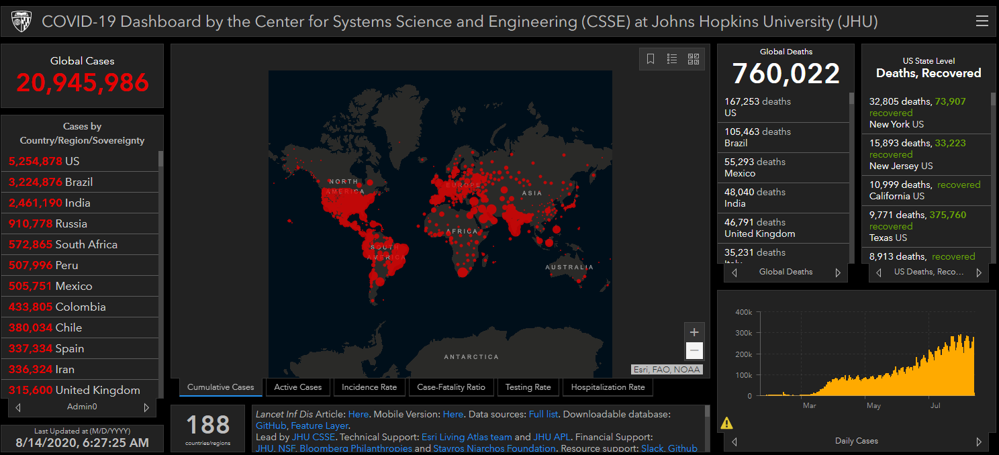 COVID-19 Dashboard by the Center for Systems Science and Engineering (CSSE) at Johns Hopkins University (JHU)
Global Cases
20,945,986
Cases by
Country/Region/Sovereignty
5,254,878 US
3,224,876 Brazil
2,461,190 India
910,778 Russia
572,865 South Africa
507,996 Peru
505,751 Mexico
433,805 Colombia
380,034 Chile
337,334 Spain
336,324 Iran
315,600 United Kingdom
Admin0
Last Updated at (M/D/YYYY)
8/14/2020, 6:27:25 AM
NORTH
AMERICA
EUROPE
ASIA
AFRICA
SOUTH
AMERICA
AUSTRALIA
ANTARCTICA
Esri, FAO, NOAA
Cumulative Cases
Active Cases
Incidence Rate
Case-Fatality Ratio
Testing Rate
Hospitalization Rate
188
countries/regions
Lancet Inf Dis Article: Here. Mobile Version: Here. Data sources: Full list. Downloadable database:
GitHub, Feature Layer.
Lead by JHU CSSE. Technical Support: Esri Living Atlas team and JHU APL. Financial Support:
JHU, NSF, Bloomberg Philanthropies and Stavros Niarchos Foundation. Resource support: Slack, Github
Global Deaths
760,022
167,253 deaths
US
105,463 deaths
Brazil
55,293 deaths
Mexico
48,040 deaths
India
46,791 deaths
United Kingdom
35,231 deaths
Italy
Global Deaths
US State Level
Deaths, Recovered
32,805 deaths, 73,907
recovered
New York US
15,893 deaths, 33,223
recovered
New Jersey US
10,999 deaths, recovered
California US
9,771 deaths, 375,760
recovered
Texas US
8,913 deaths, recovered
US Deaths, Reco...
400k
300k
200k
100k
0
Mar
May
Jul
Daily Cases